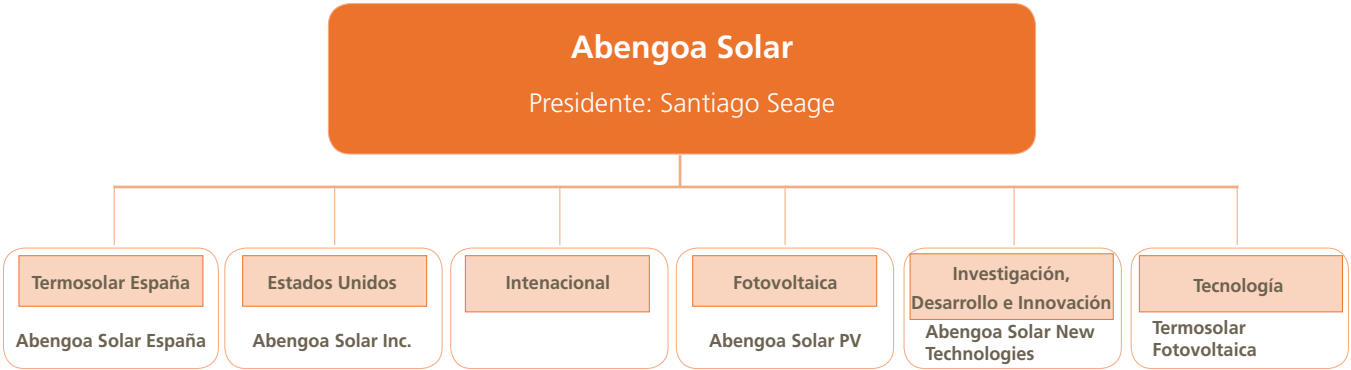 Abengoa Solar
Presidente: Santiago Seage
Termosolar España
Abengoa Solar España
Estados Unidos
Abengoa Solar Inc.
Intenacional
Fotovoltaica
Abengoa Solar PV
Investigación,
Desarrollo e Innovación
Abengoa Solar New
Technologies
Tecnología
Termosolar
Fotovoltaica